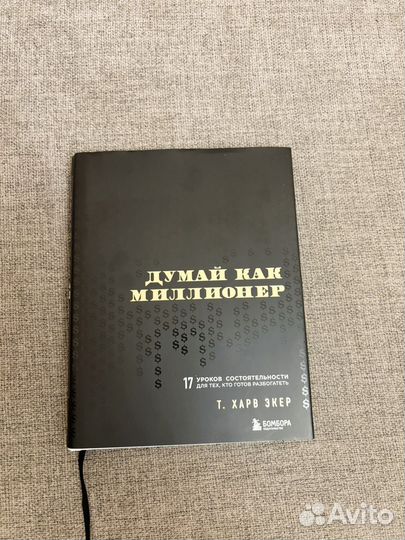 ДУМАЙ КАК
МИЛЛИОНЕР
17 УРОКОВ СОСТОЯТЕЛЬНОСТИ
ДЛЯ ТЕХ, КТО ГОТОВ РАЗБОГАТЕТЬ
Т. ХАРВ ЭКЕР
БОМБОРА
Avito